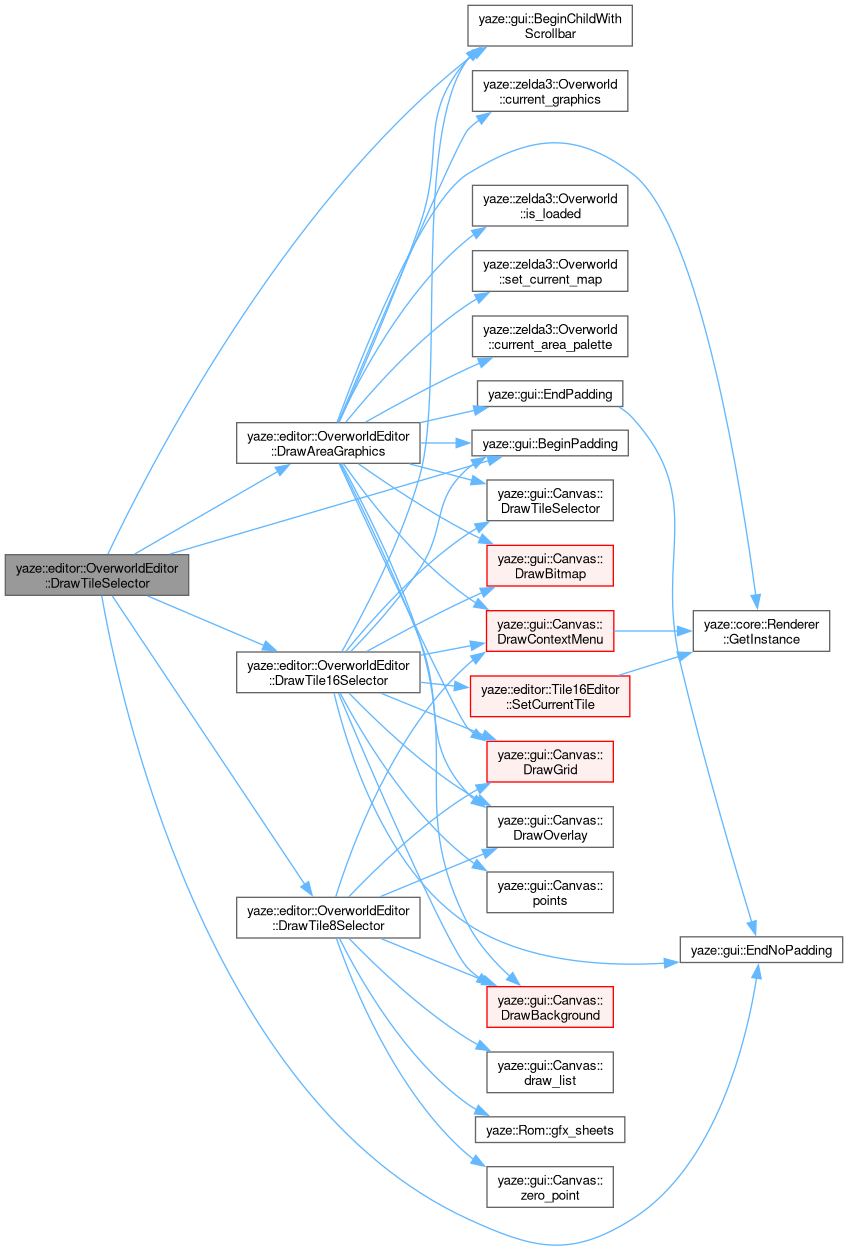 yaze::gui::BeginChildWith
Scrollbar
yaze::zelda3::Overworld
::current_graphics
yaze::zelda3::Overworld
::is_loaded
yaze::zelda3::Overworld
::set_current_map
yaze::zelda3::Overworld
::current_area_palette
yaze::gui::EndPadding
yaze::editor::OverworldEditor
::DrawAreaGraphics
yaze::gui::BeginPadding
yaze::gui::Canvas::
DrawTileSelector
yaze::gui::Canvas::
DrawBitmap
yaze::editor::OverworldEditor
::DrawTileSelector
yaze::gui::Canvas::
DrawContextMenu
yaze::core::Renderer
::GetInstance
yaze::editor::OverworldEditor
::DrawTile16Selector
yaze::editor::Tile16Editor
::SetCurrentTile
yaze::gui::Canvas::
DrawGrid
yaze::gui::Canvas::
DrawOverlay
yaze::gui::Canvas::
points
yaze::editor::OverworldEditor
::DrawTile8Selector
yaze::gui::EndNoPadding
yaze::gui::Canvas::
DrawBackground
yaze::gui::Canvas::
draw_list
yaze::Rom::gfx_sheets
yaze::gui::Canvas::
zero_point